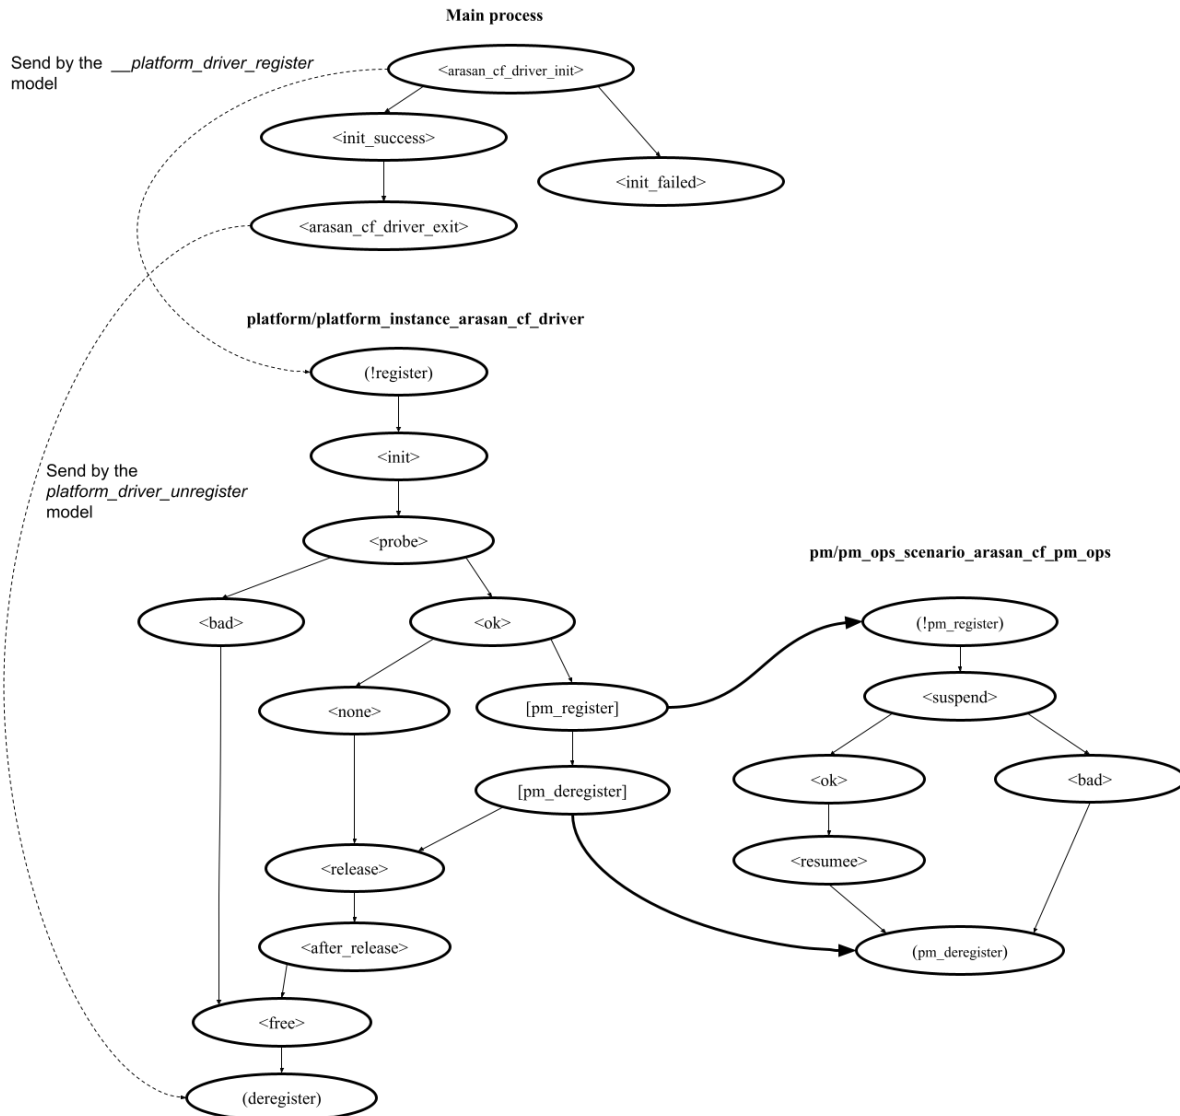 Main process
Send by the __platform_driver_register
model
<arasan_cf_driver_init>
<init_success>
<init_failed>
<arasan_cf_driver_exit>
platform/platform_instance_arasan_cf_driver
(!register)
<init>
Send by the
platform_driver_unregister
model
<probe>
pm/pm_ops_scenario_arasan_cf_pm_ops
<bad>
<ok>
(!pm_register)
<none>
[pm_register]
<suspend>
[pm_deregister]
<ok>
<bad>
<release>
<resumee>
<after_release>
(pm_deregister)
<free>
(deregister)